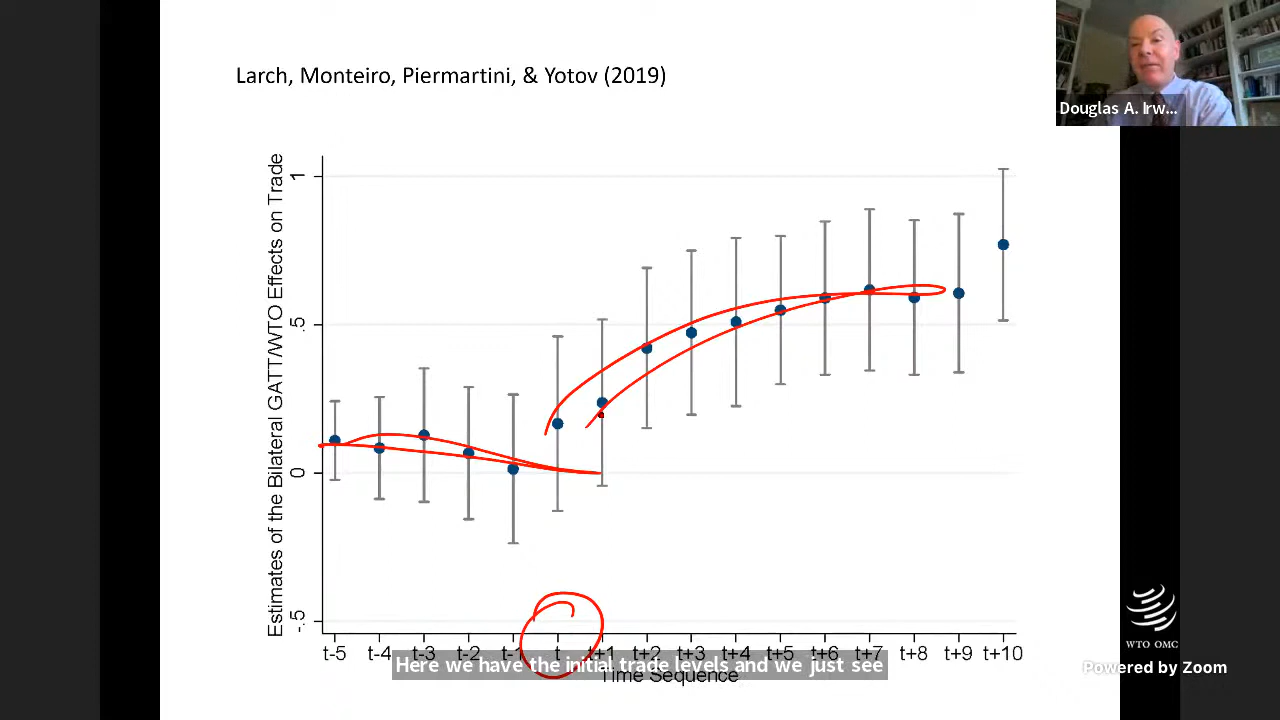 Larch, Monteiro, Piermartini, & Yotov (2019)
Douglas A. Irw...
Estimates of the Bilateral GATT/WTO Effects on Trade
1
.5
0
-.5
t-5 t-4 t-3 t-2 t-1 t t+1 t+2 t+3 t+4 t+5 t+6 t+7 t+8 t+9 t+10
Time Sequence
Here we have the initial trade levels and we just see
WTO OMC
Powered by Zoom